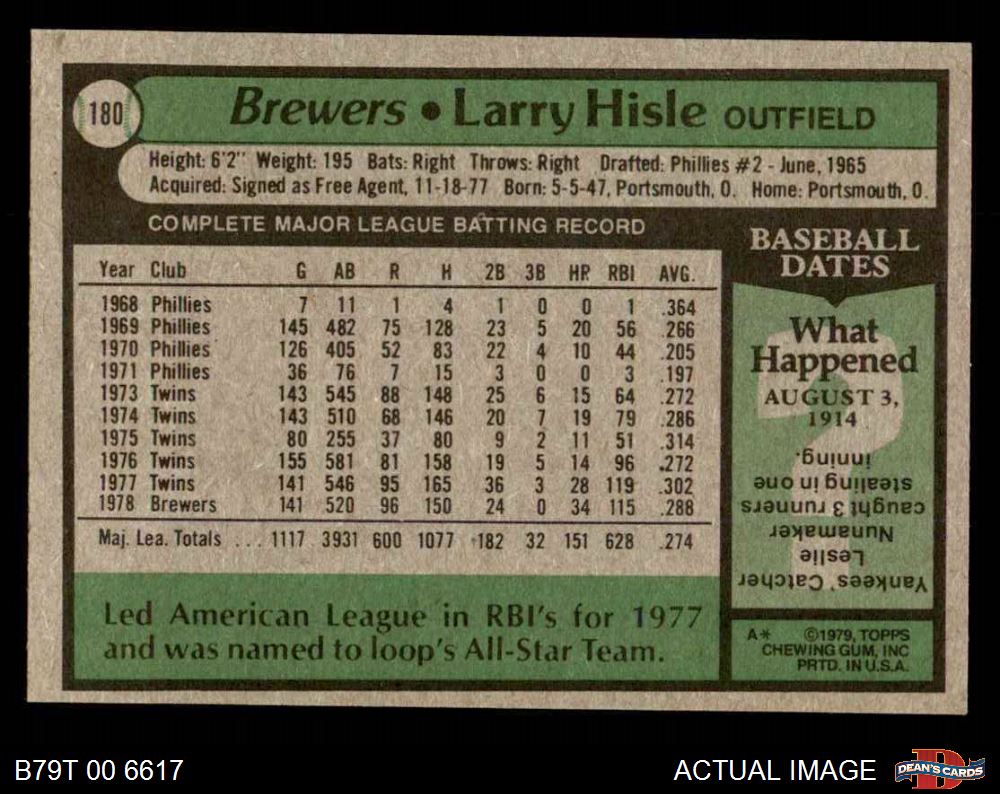 180
Brewers • Larry Hisle OUTFIELD
Height: 6'2" Weight: 195 Bats: Right Throws: Right Drafted: Phillies #2 - June, 1965
Acquired: Signed as Free Agent, 11-18-77 Born: 5-5-47, Portsmouth, O. Home: Portsmouth, O.
COMPLETE MAJOR LEAGUE BATTING RECORD
Year Club G AB R H 2B 3B HR RBI AVG.
1968 Phillies 7 11 1 4 1 0 0 1 .364
1969 Phillies 145 482 75 128 23 5 20 56 .266
1970 Phillies 126 405 52 83 22 4 10 44 .205
1971 Phillies 36 76 7 15 3 0 0 3 .197
1973 Twins 143 545 88 148 25 6 15 64 .272
1974 Twins 143 510 68 146 20 7 19 79 .286
1975 Twins 80 255 37 80 9 2 11 51 .314
1976 Twins 155 581 81 158 19 5 14 96 .272
1977 Twins 141 546 95 165 36 3 28 119 .302
1978 Brewers 141 520 96 150 24 0 34 115 .288
Maj. Lea. Totals ... 1117 3931 600 1077 182 32 151 628 .274
Led American League in RBI's for 1977
and was named to loop's All-Star Team.
BASEBALL
DATES
What
Happened
AUGUST 3,
1914
Yankees' Catcher
Leslie
Nunamaker
caught 3 runners
stealing in one
inning.
A* ©1979, TOPPS
CHEWING GUM, INC
PRTD. IN U.S.A.
B79T 00 6617
ACTUAL IMAGE
DEAN'S CARDS